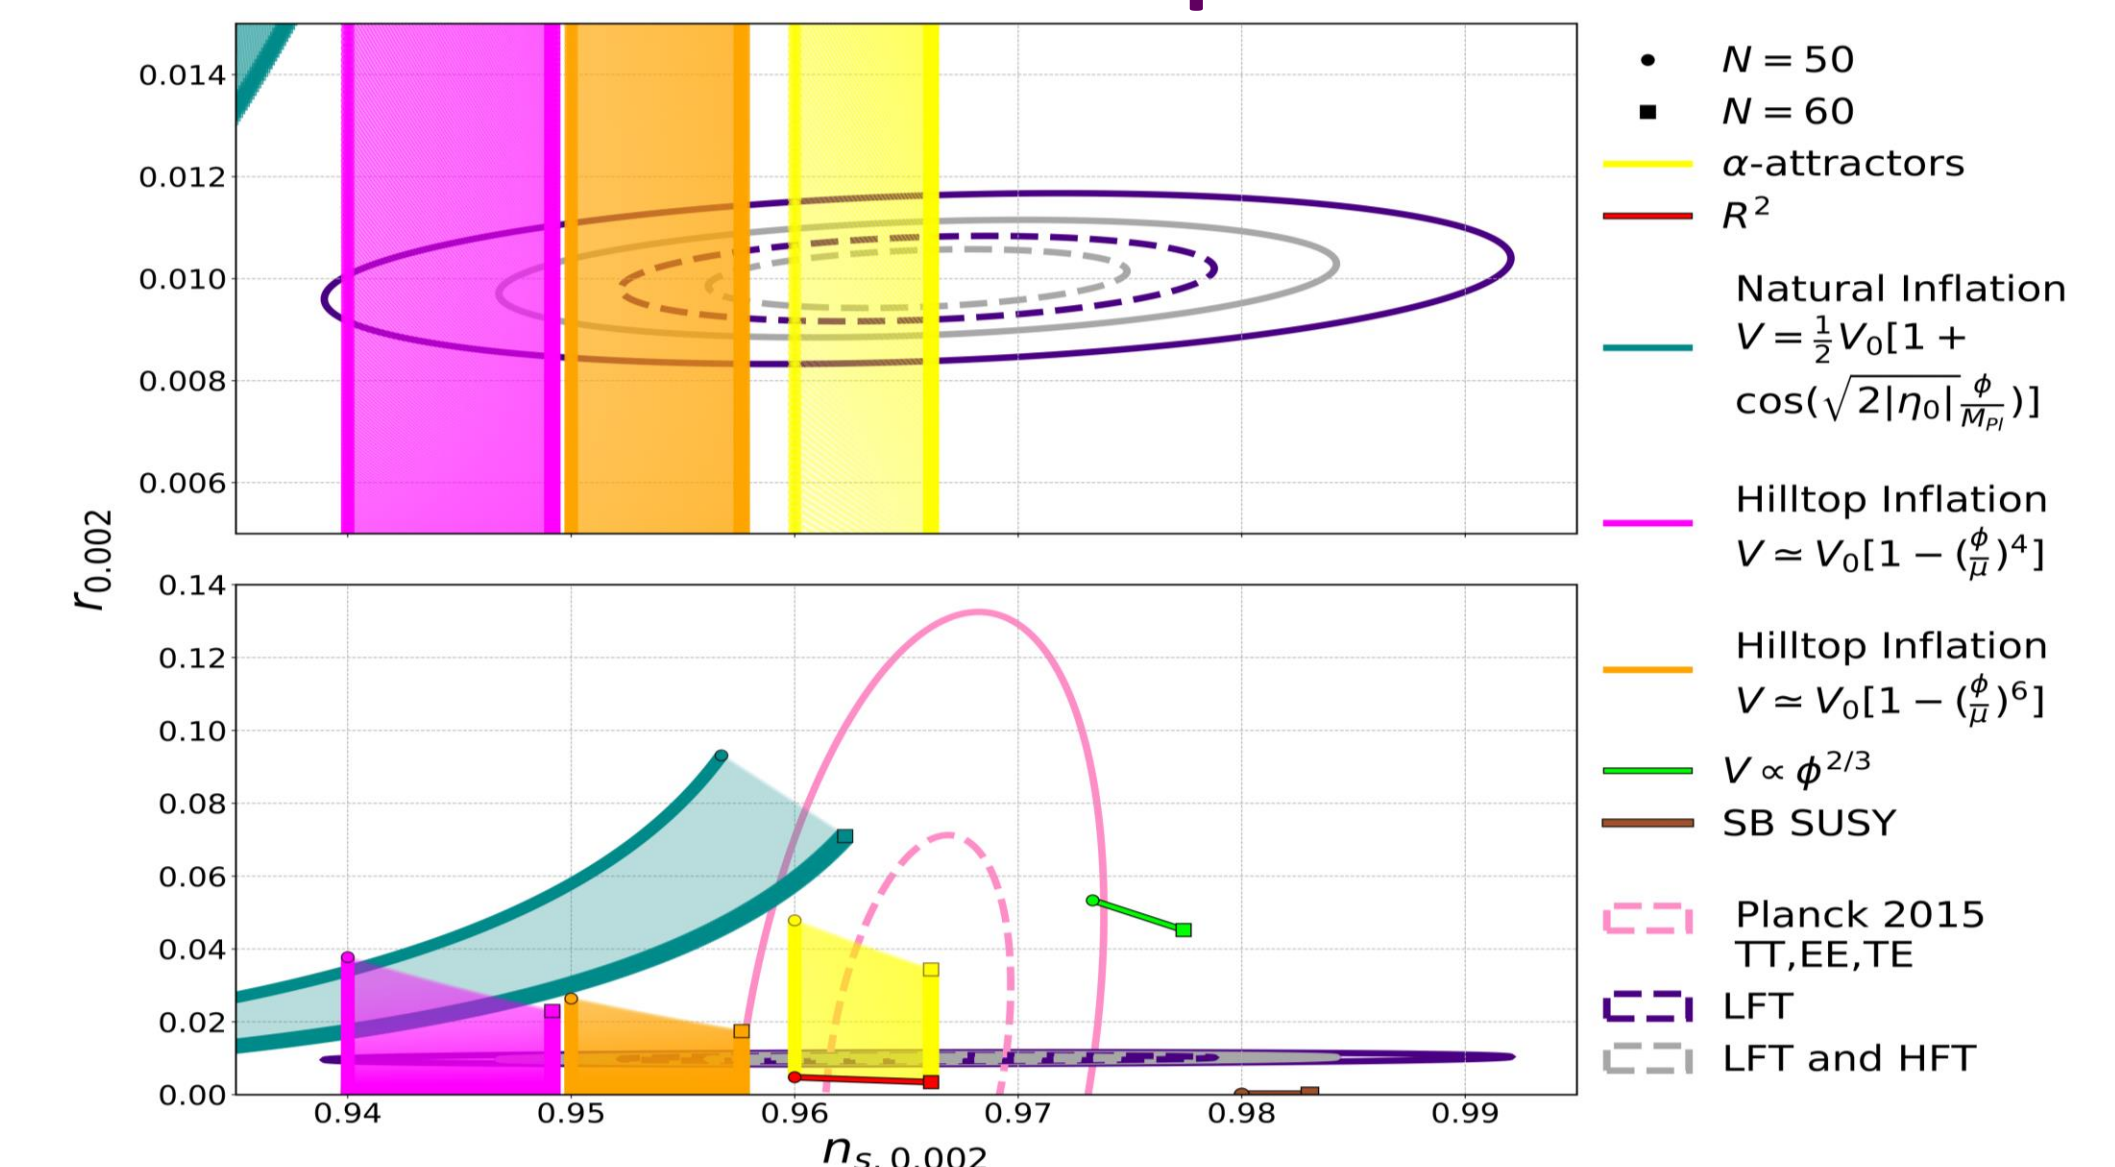 0.014
0.012
0.010
0.008
0.006
r0.002
0.14
0.12
0.10
0.08
0.06
0.04
0.02
0.00
0.94 0.95 0.96 0.97 0.98 0.99
ns, 0.002
N = 50
N = 60
α-attractors
R²
Natural Inflation
V = ½V₀[1 +
cos(√2|η₀| ϕ/M_Pl)]
Hilltop Inflation
V ≃ V₀[1 − (ϕ/μ)⁴]
Hilltop Inflation
V ≃ V₀[1 − (ϕ/μ)⁶]
V ∝ ϕ^2/3
SB SUSY
Planck 2015
TT,EE,TE
LFT
LFT and HFT